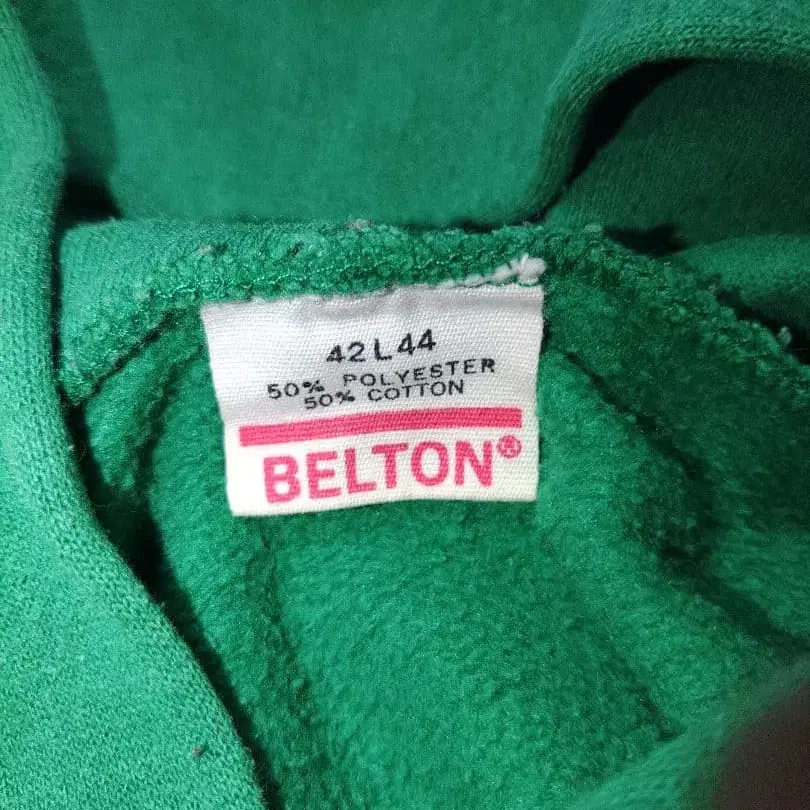 42 L 44
50% POLYESTER
50% COTTON
BELTON®